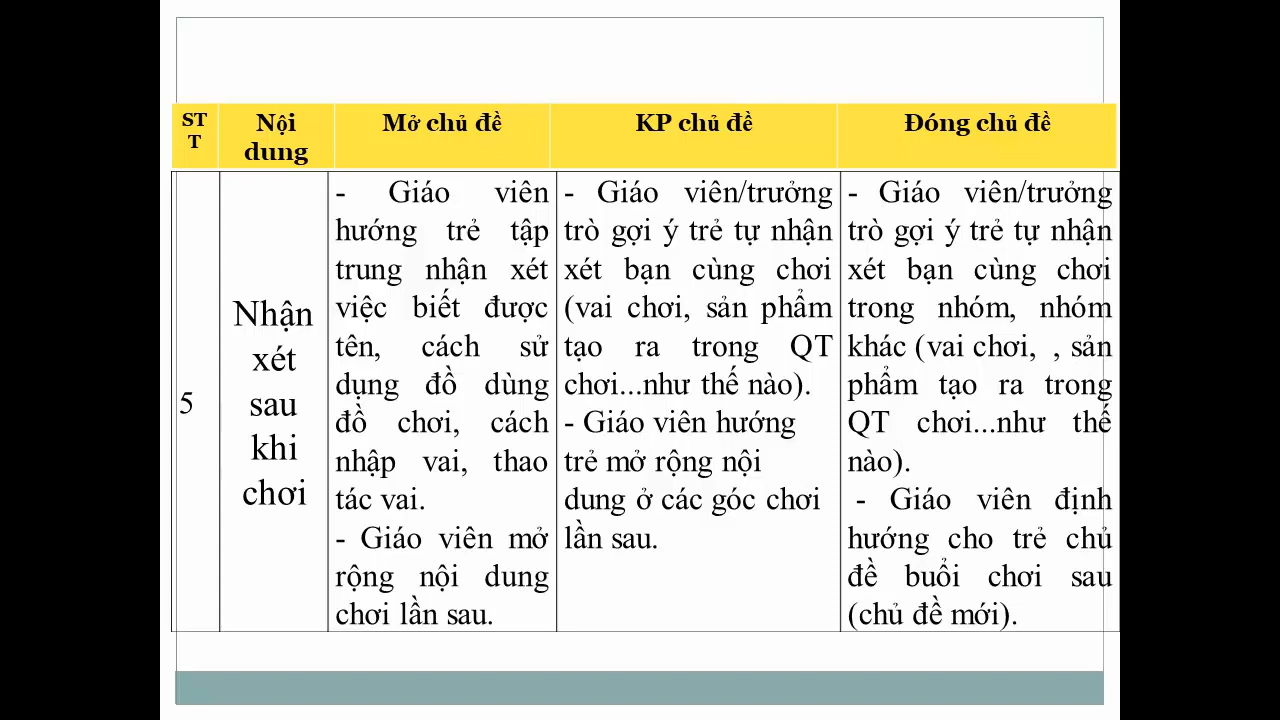 ST
T
Nội
dung
Mở chủ đề
KP chủ đề
Đóng chủ đề
5
Nhận
xét
sau
khi
chơi
- Giáo viên
hướng trẻ tập
trung nhận xét
việc biết được
tên, cách sử
dụng đồ dùng
đồ chơi, cách
nhập vai, thao
tác vai.
- Giáo viên mở
rộng nội dung
chơi lần sau.
- Giáo viên/trưởng
trò gợi ý trẻ tự nhận
xét bạn cùng chơi
(vai chơi, sản phẩm
tạo ra trong QT
chơi...như thế nào).
- Giáo viên hướng
trẻ mở rộng nội
dung ở các góc chơi
lần sau.
- Giáo viên/trưởng
trò gợi ý trẻ tự nhận
xét bạn cùng chơi
trong nhóm, nhóm
khác (vai chơi, , sản
phẩm tạo ra trong
QT chơi...như thế
nào).
- Giáo viên định
hướng cho trẻ chủ
đề buổi chơi sau
(chủ đề mới).